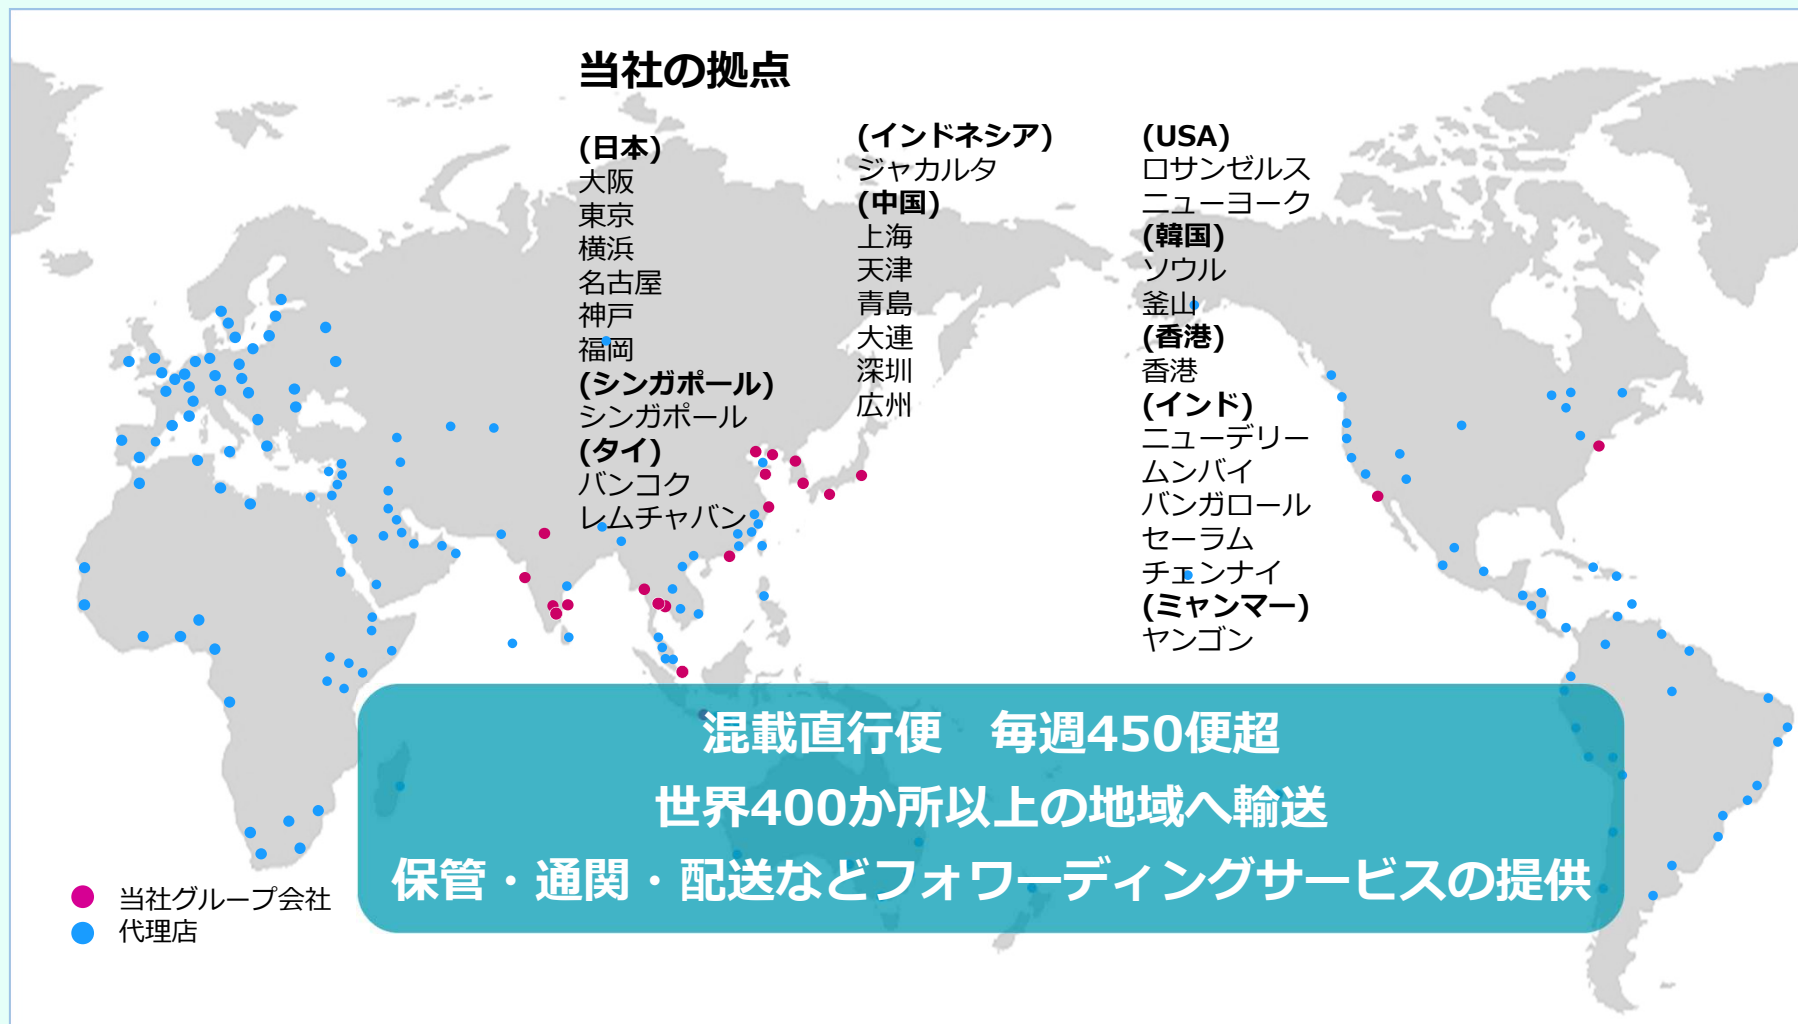 当社の拠点
(日本)
大阪
東京
横浜
名古屋
神戸
福岡
(シンガポール)
シンガポール
(タイ)
バンコク
レムチャバン
(インドネシア)
ジャカルタ
(中国)
上海
天津
青島
大連
深圳
広州
(USA)
ロサンゼルス
ニューヨーク
(韓国)
ソウル
釜山
(香港)
香港
(インド)
ニューデリー
ムンバイ
バンガロール
セーラム
チェンナイ
(ミャンマー)
ヤンゴン
混載直行便　毎週450便超
世界400か所以上の地域へ輸送
保管・通関・配送などフォワーディングサービスの提供
当社グループ会社
代理店